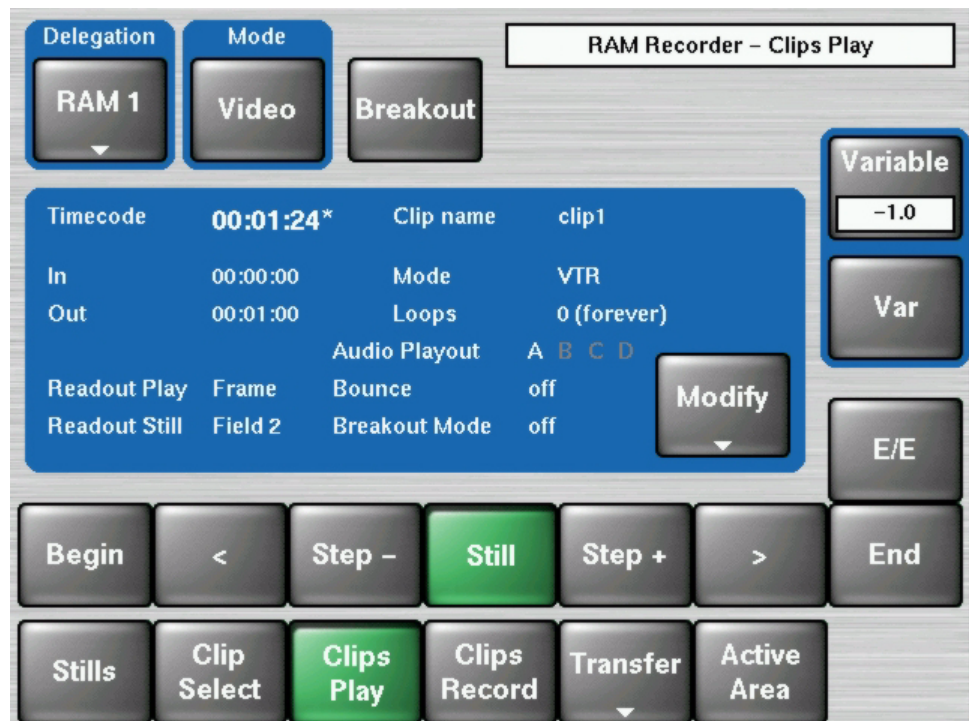 Delegation
Mode
RAM Recorder – Clips Play
RAM 1
Video
Breakout
Variable
–1.0
Var
Timecode 00:01:24* Clip name clip1
In 00:00:00 Mode VTR
Out 00:01:00 Loops 0 (forever)
Audio Playout A B C D
Readout Play Frame Bounce off
Readout Still Field 2 Breakout Mode off
Modify
E/E
Begin < Step – Still Step + > End
Stills
Clip
Select
Clips
Play
Clips
Record
Transfer
Active
Area